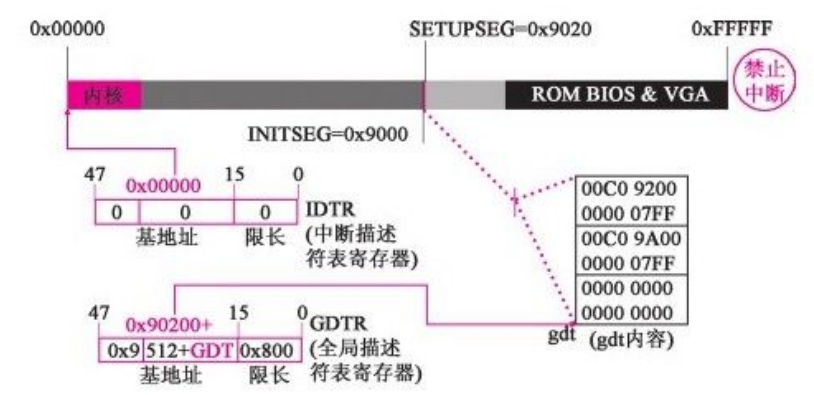 0x00000
SETUPSEG=0x9020
0xFFFFF
内核
ROM BIOS & VGA
禁止
中断
INITSEG=0x9000
47
15
0
0x00000
0
0
0
IDTR
基地址
限长
(中断描述
符表寄存器)
00C0 9200
0000 07FF
00C0 9A00
0000 07FF
0000 0000
0000 0000
gdt
(gdt内容)
47
15
0
0x90200+
GDTR
0x9
512+GDT
0x800
(全局描述
基地址
限长
符表寄存器)